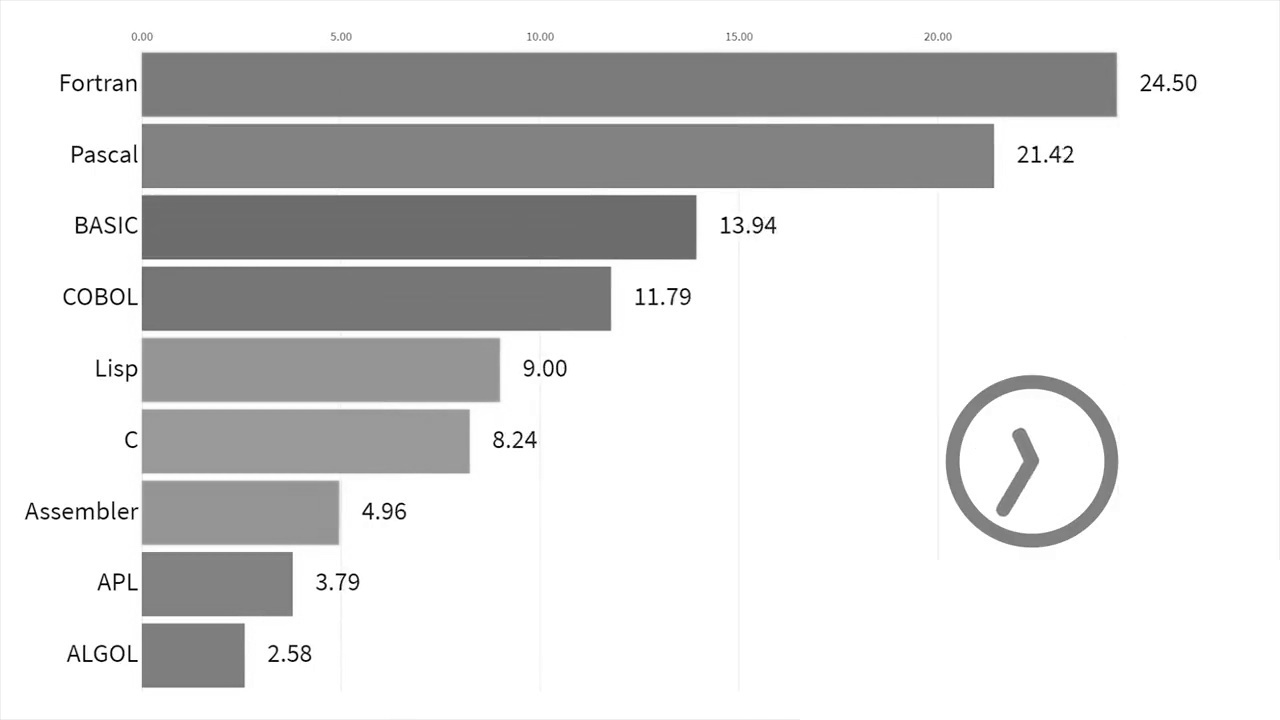 0.00 5.00 10.00 15.00 20.00
Fortran 24.50
Pascal 21.42
BASIC 13.94
COBOL 11.79
Lisp 9.00
C 8.24
Assembler 4.96
APL 3.79
ALGOL 2.58